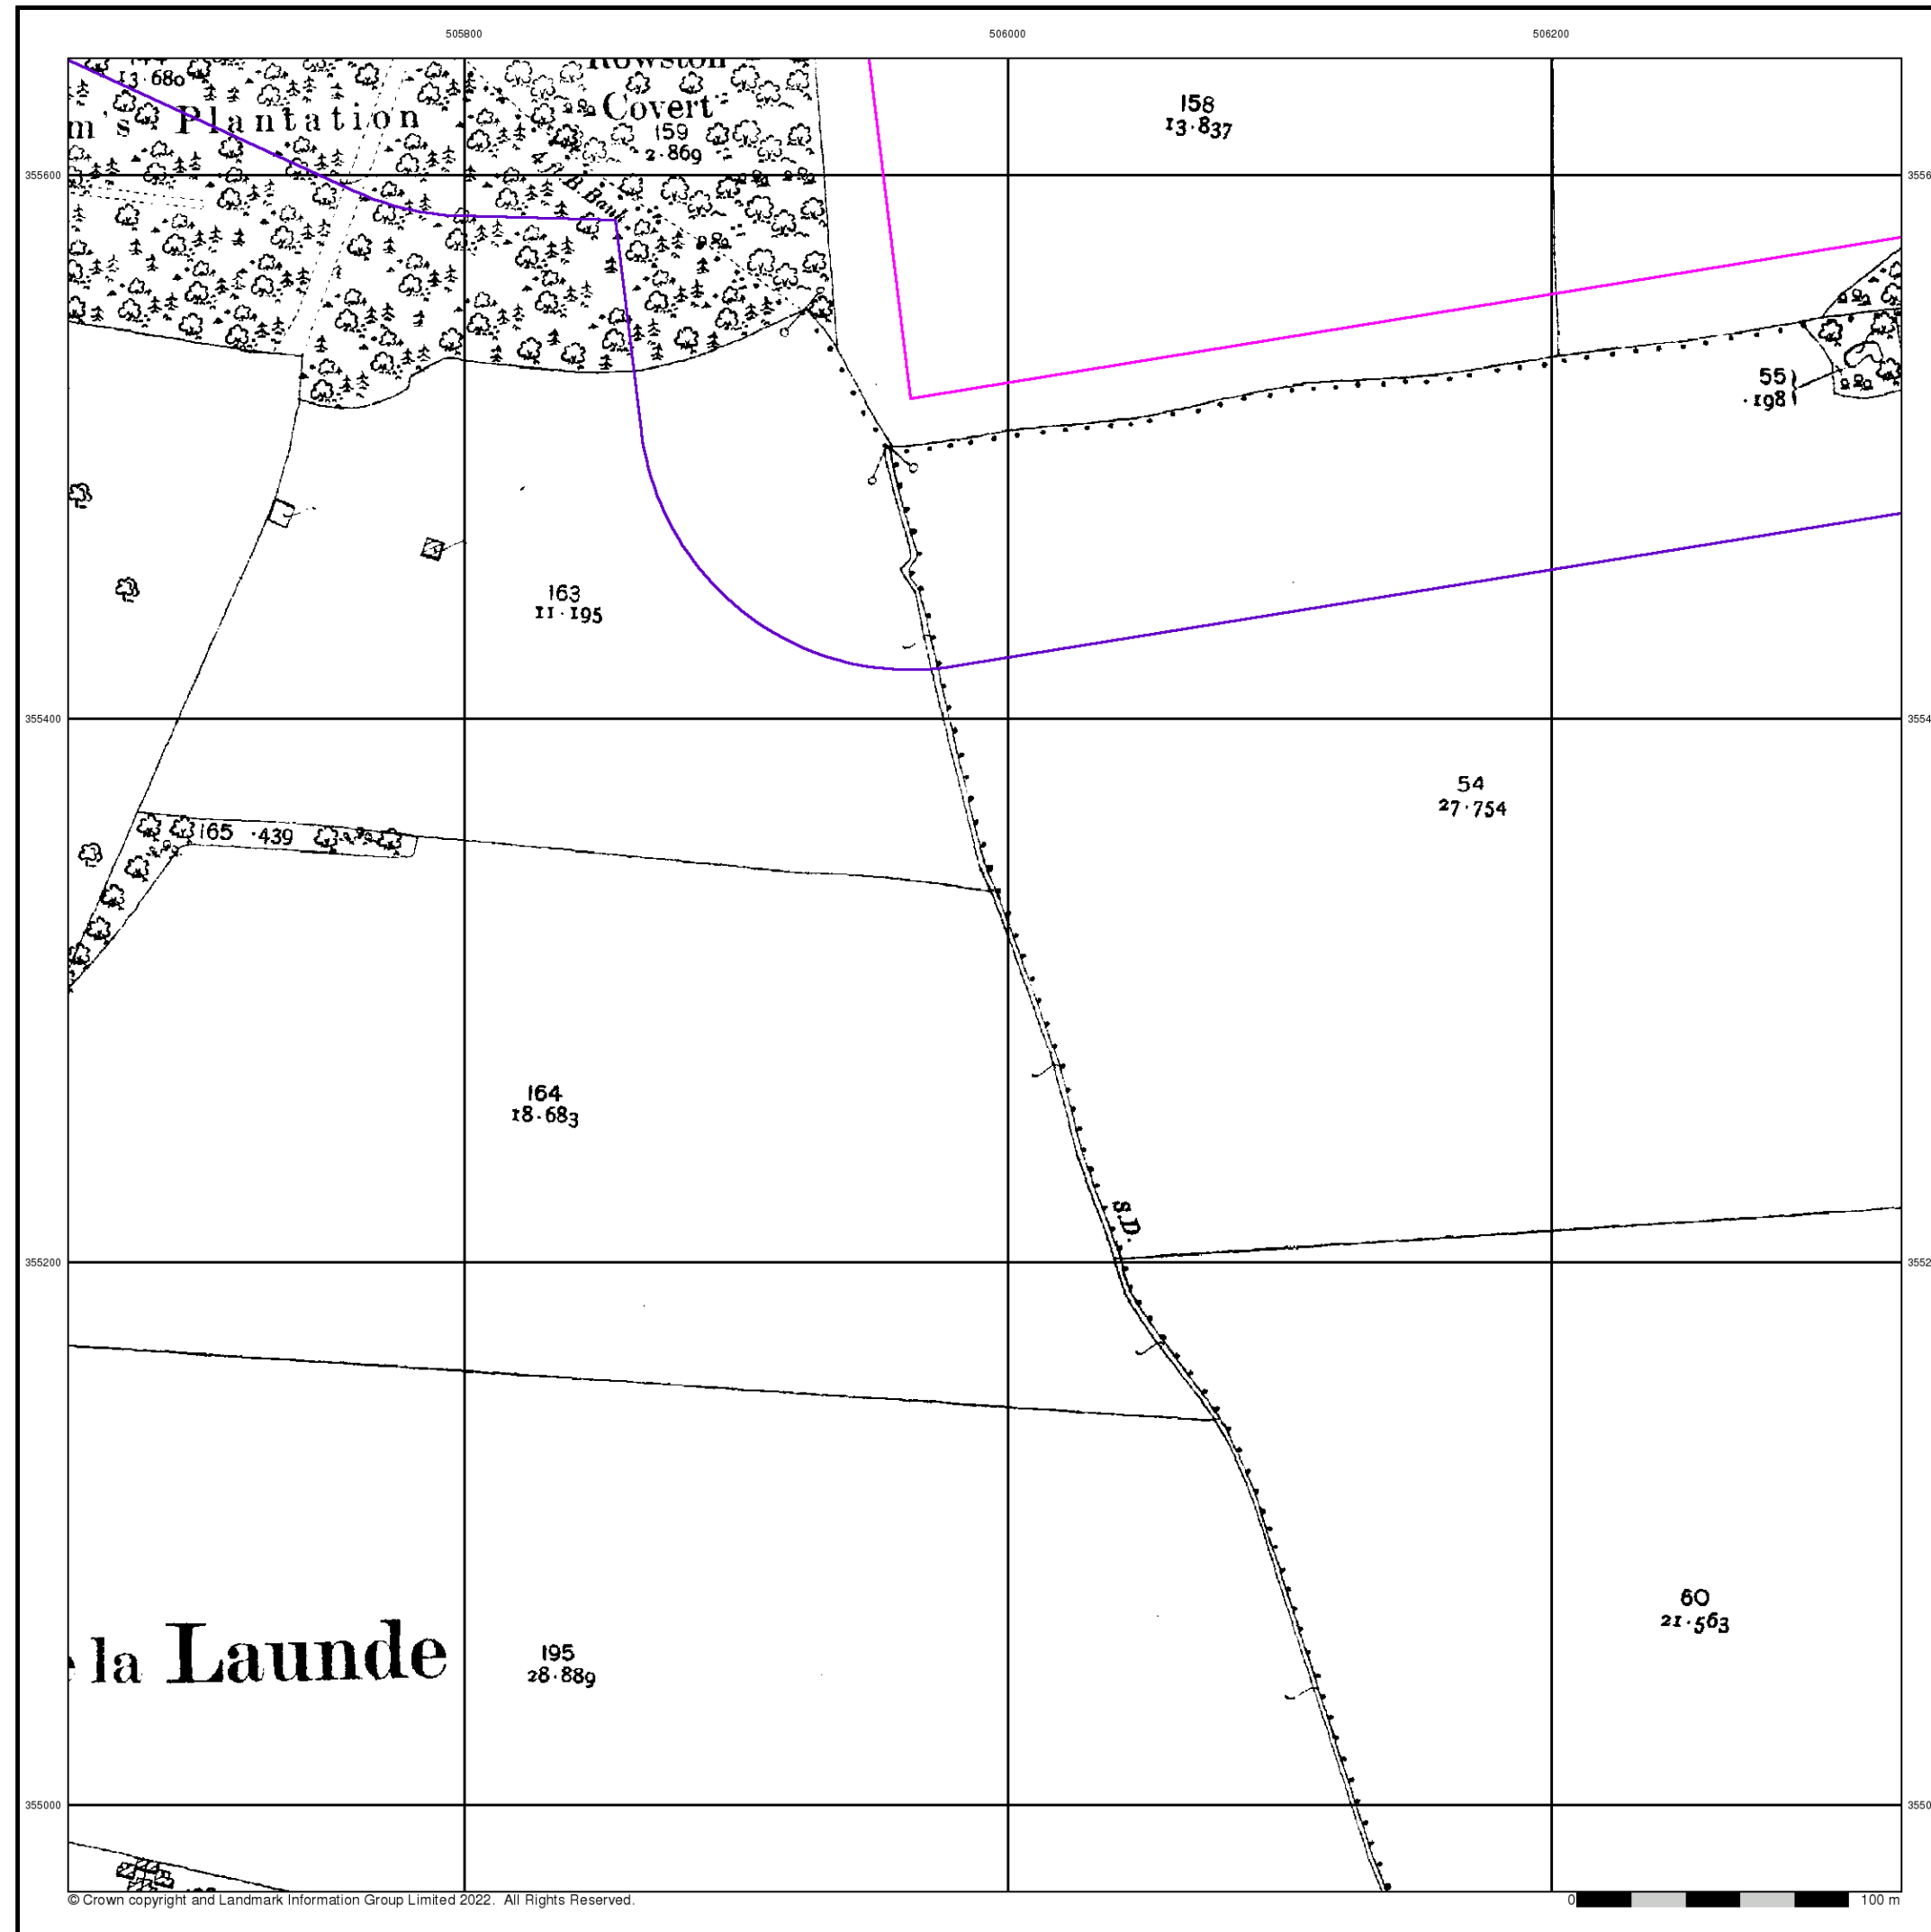 505800 506000 506200
13.680
Rowston
Covert
m's Plantation
159
2.869
158
13.837
355600
B. Bank
55
.198
163
11.195
355400
54
27.754
165 .439
164
18.683
S.D.
355200
60
21.563
la Launde
195
28.889
355000
© Crown copyright and Landmark Information Group Limited 2022. All Rights Reserved.
0 100 m